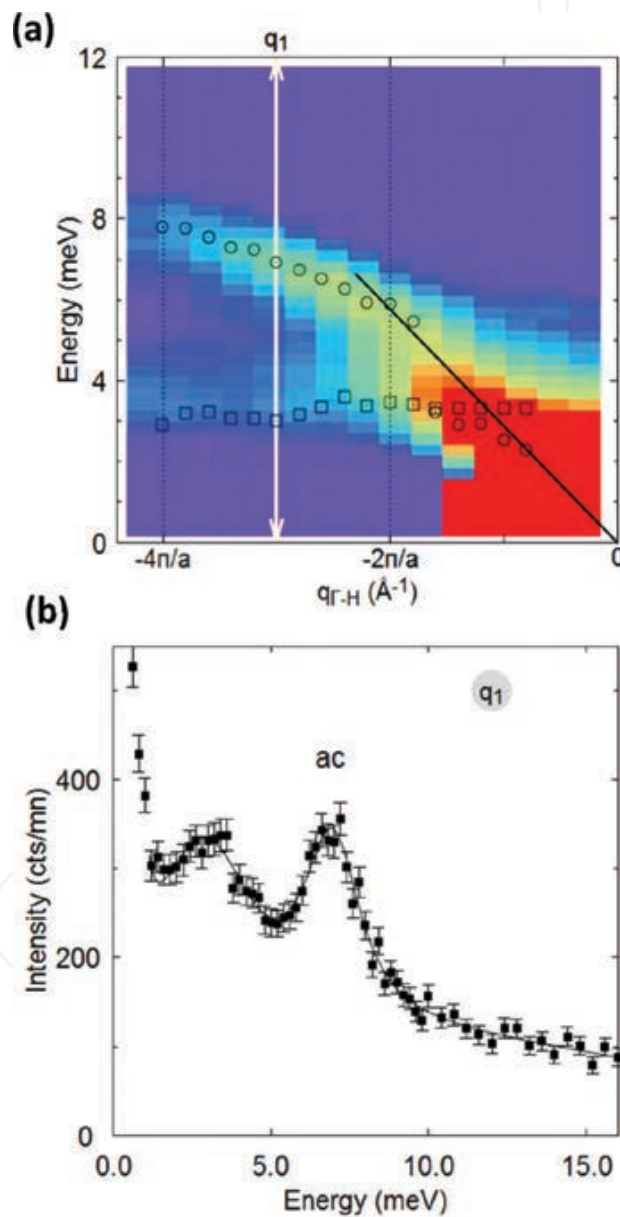 (a)
q1
12
8
4
0
Energy (meV)
-4π/a
-2π/a
0
qΓ-H (Å-1)
(b)
q1
ac
400
200
0
Intensity (cts/mn)
0.0
5.0
10.0
15.0
Energy (meV)